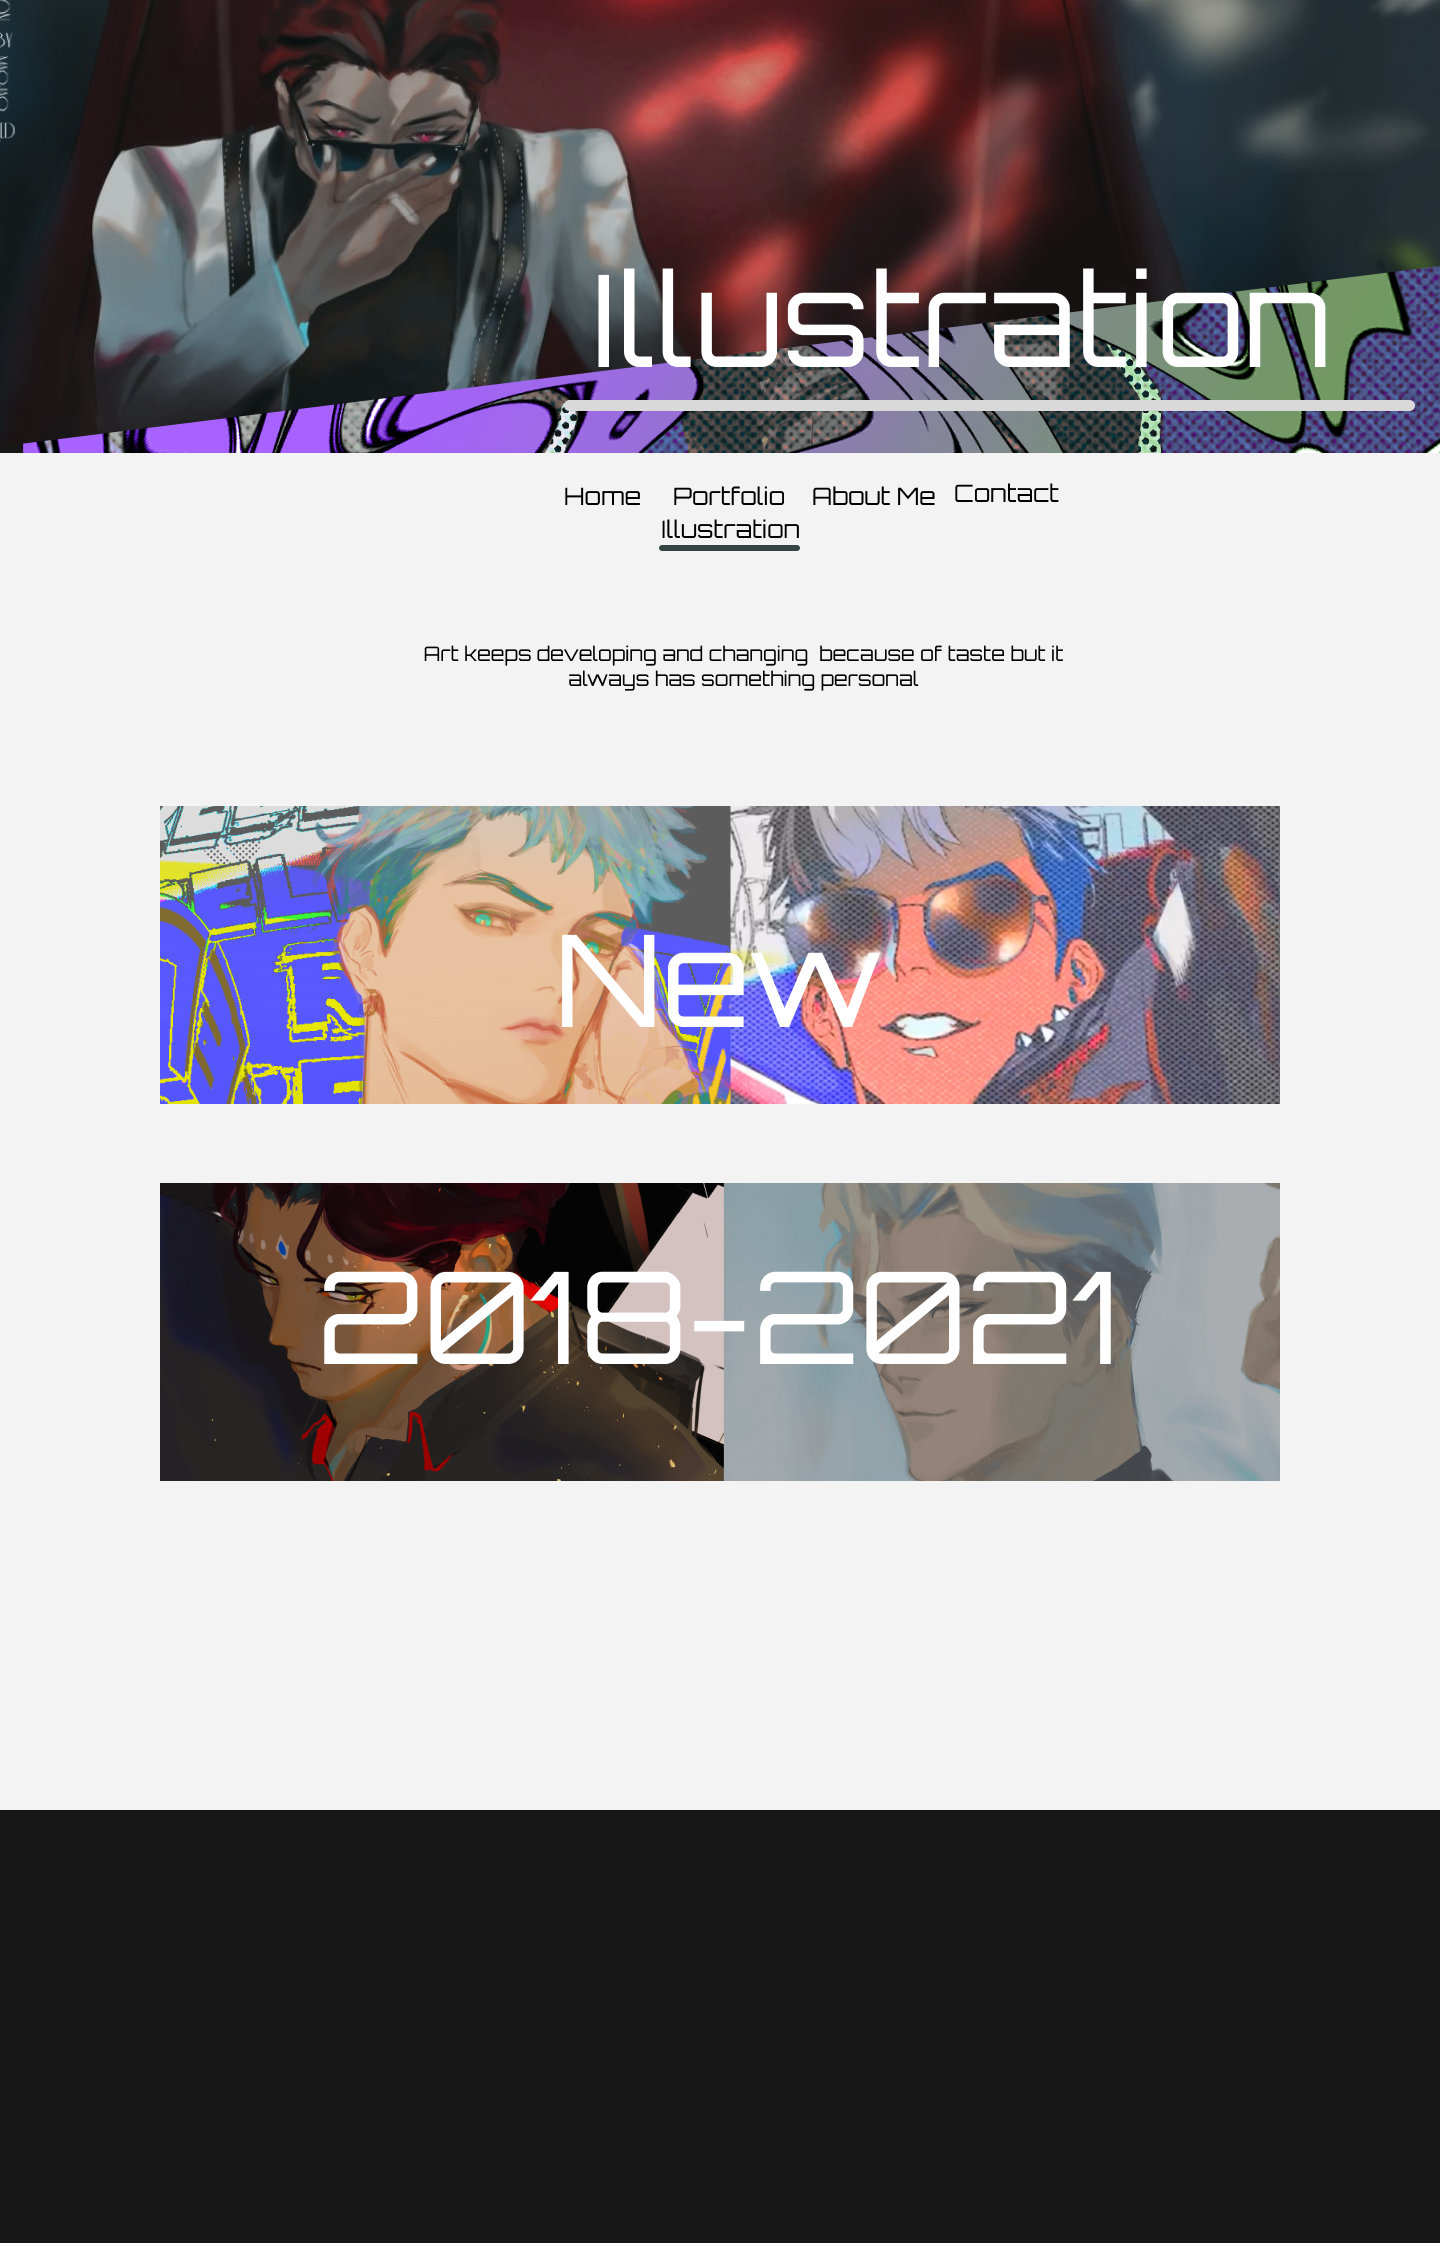 BY
Illustration
Home Portfolio About Me Contact
Illustration
Art keeps developing and changing because of taste but it
always has something personal
New
2018-2021